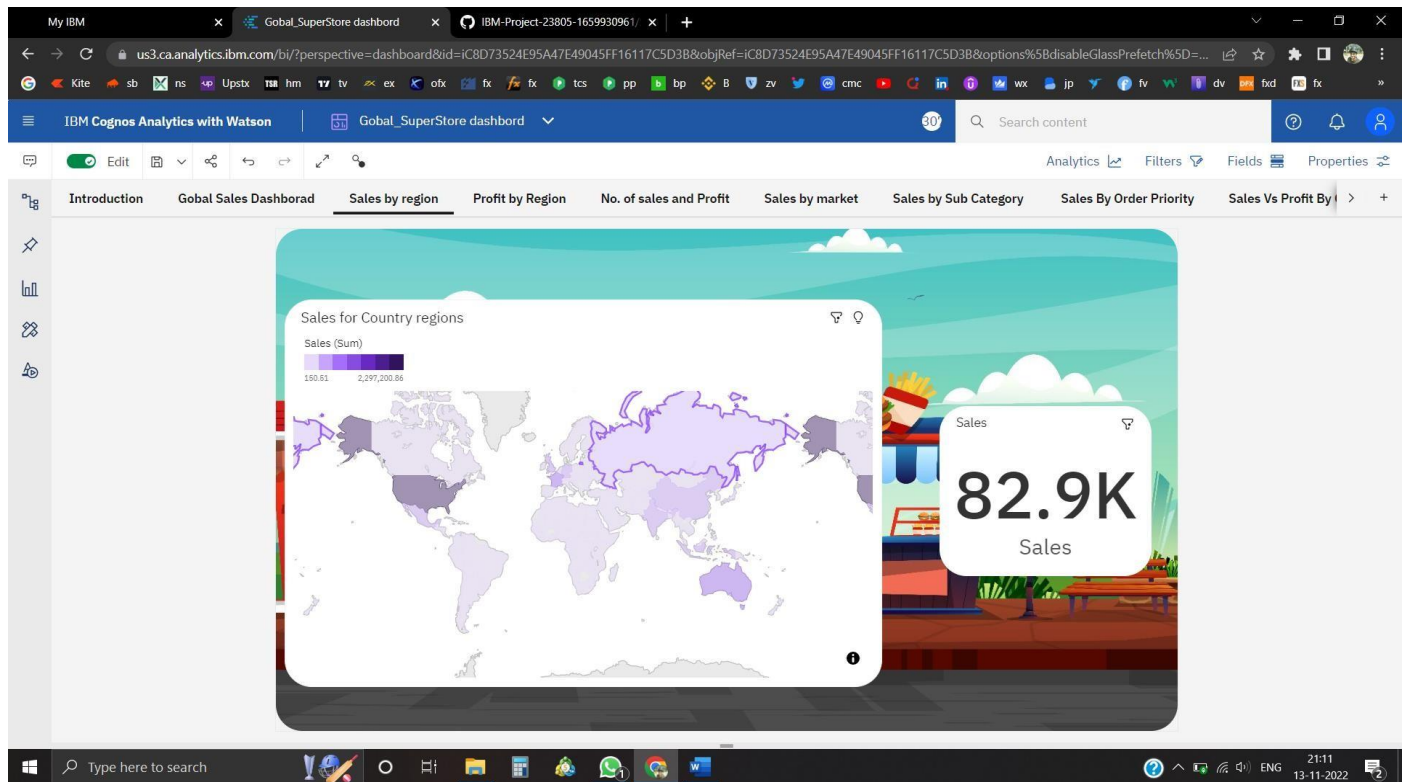 My IBM
Gobal_SuperStore dashbord
IBM-Project-23805-1659930961/
us3.ca.analytics.ibm.com/bi/?perspective=dashboard&id=iC8D73524E95A47E49045FF16117C5D3B&objRef=iC8D73524E95A47E49045FF16117C5D3B&options%5BdisableGlassPrefetch%5D=...
Kite sb ns Upstx hm tv ex ofx fx fx tcs pp bp B zv cmc in wx jp fv dv fxd fx »
IBM Cognos Analytics with Watson
Gobal_SuperStore dashbord
30
Search content
Edit
Analytics Filters Fields Properties
Introduction Gobal Sales Dashborad Sales by region Profit by Region No. of sales and Profit Sales by market Sales by Sub Category Sales By Order Priority Sales Vs Profit By
Sales for Country regions
Sales (Sum)
150.51 2,297,200.86
Sales
82.9K
Sales
Type here to search
ENG
21:11
13-11-2022